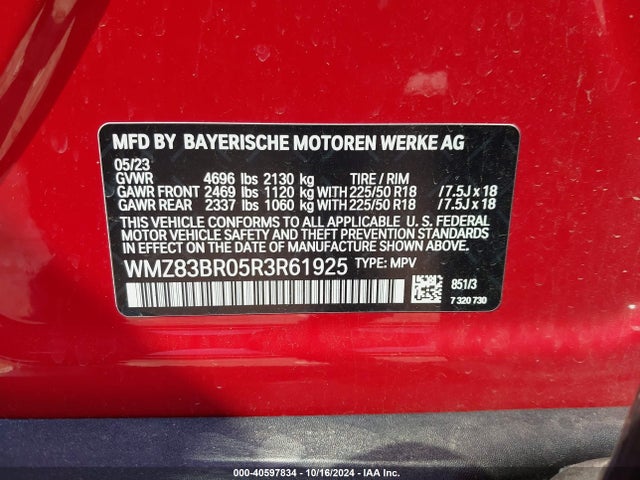 MFD BY BAYERISCHE MOTOREN WERKE AG
05/23
GVWR 4696 lbs 2130 kg TIRE / RIM
GAWR FRONT 2469 lbs 1120 kg WITH 225/50 R18 /7.5J x 18
GAWR REAR 2337 lbs 1060 kg WITH 225/50 R18 /7.5J x 18
THIS VEHICLE CONFORMS TO ALL APPLICABLE U. S. FEDERAL
MOTOR VEHICLE SAFETY, BUMPER, AND THEFT PREVENTION STANDARDS
IN EFFECT ON THE DATE OF MANUFACTURE SHOWN ABOVE.
WMZ83BR05R3R61925 TYPE: MPV
851/3
7 320 730
000-40597834 - 10/16/2024 - IAA Inc.